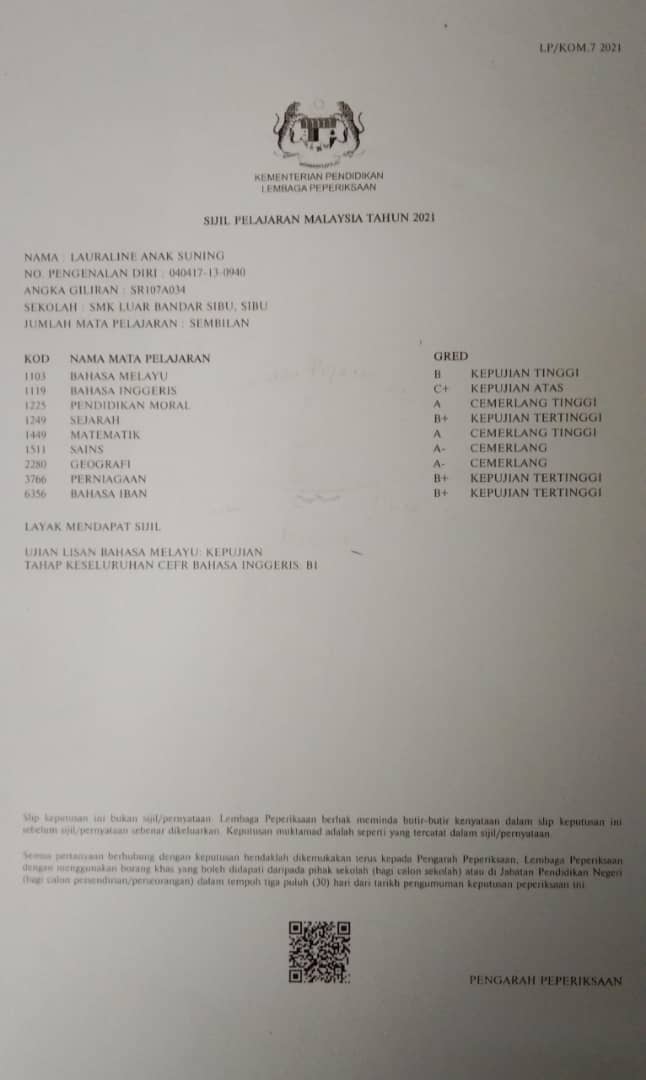 LP/KOM.7 2021
KEMENTERIAN PENDIDIKAN
LEMBAGA PEPERIKSAAN
SIJIL PELAJARAN MALAYSIA TAHUN 2021
NAMA : LAURALINE ANAK SUNING
NO. PENGENALAN DIRI : 040417-13-0940
ANGKA GILIRAN : SR107A034
SEKOLAH : SMK LUAR BANDAR SIBU, SIBU
JUMLAH MATA PELAJARAN : SEMBILAN
KOD NAMA MATA PELAJARAN GRED
1103 BAHASA MELAYU B KEPUJIAN TINGGI
1119 BAHASA INGGERIS C+ KEPUJIAN ATAS
1225 PENDIDIKAN MORAL A CEMERLANG TINGGI
1249 SEJARAH B+ KEPUJIAN TERTINGGI
1449 MATEMATIK A CEMERLANG TINGGI
1511 SAINS A- CEMERLANG
2280 GEOGRAFI A- CEMERLANG
3766 PERNIAGAAN B+ KEPUJIAN TERTINGGI
6356 BAHASA IBAN B+ KEPUJIAN TERTINGGI
LAYAK MENDAPAT SIJIL
UJIAN LISAN BAHASA MELAYU: KEPUJIAN
TAHAP KESELURUHAN CEFR BAHASA INGGERIS: B1
Slip keputusan ini bukan sijil/pernyataan. Lembaga Peperiksaan berhak meminda butir-butir kenyataan dalam slip keputusan ini
sebelum sijil/pernyataan sebenar dikeluarkan. Keputusan muktamad adalah seperti yang tercatat dalam sijil/pernyataan.
Semua pertanyaan berhubung dengan keputusan hendaklah dikemukakan terus kepada Pengarah Peperiksaan, Lembaga Peperiksaan
dengan menggunakan borang khas yang boleh didapati daripada pihak sekolah (bagi calon sekolah) atau di Jabatan Pendidikan Negeri
(bagi calon persendirian/perseorangan) dalam tempoh tiga puluh (30) hari dari tarikh pengumuman keputusan peperiksaan ini.
PENGARAH PEPERIKSAAN